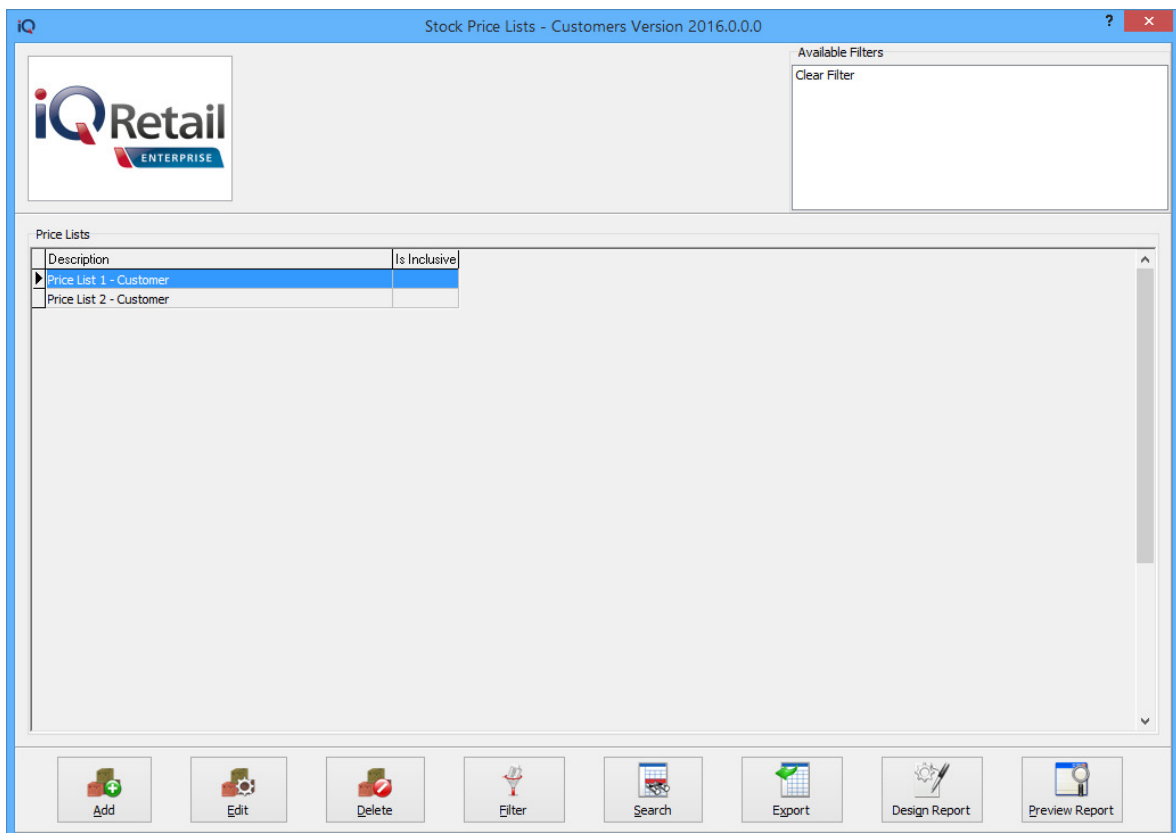 iQ
Stock Price Lists - Customers Version 2016.0.0.0
?
Available Filters
Clear Filter
iQ Retail
ENTERPRISE
Price Lists
Description Is Inclusive
Price List 1 - Customer
Price List 2 - Customer
Add Edit Delete Filter Search Export Design Report Preview Report